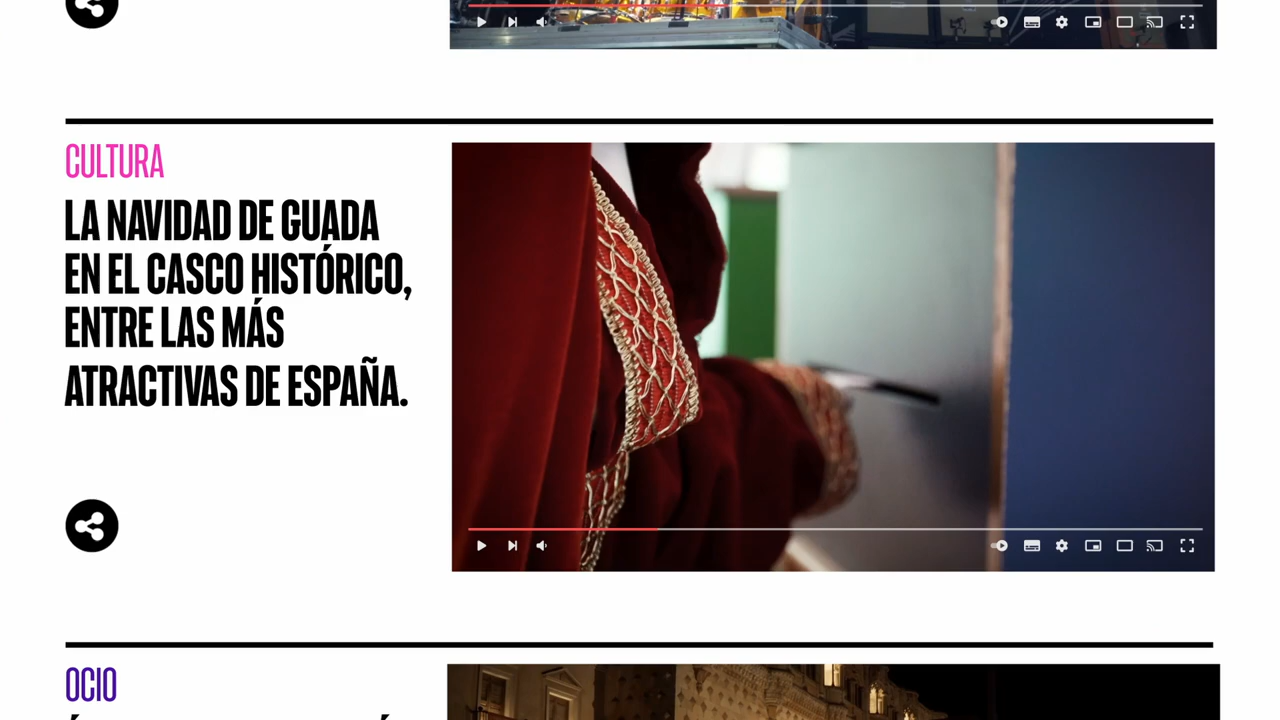 CULTURA
LA NAVIDAD DE GUADA
EN EL CASCO HISTÓRICO,
ENTRE LAS MÁS
ATRACTIVAS DE ESPAÑA.
OCIO